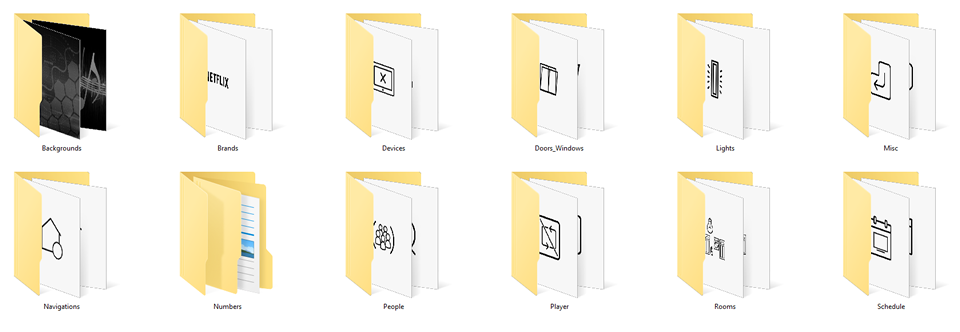 NETFLIX
Backgrounds
Brands
Devices
Doors_Windows
Lights
Misc
Navigations
Numbers
People
Player
Rooms
Schedule